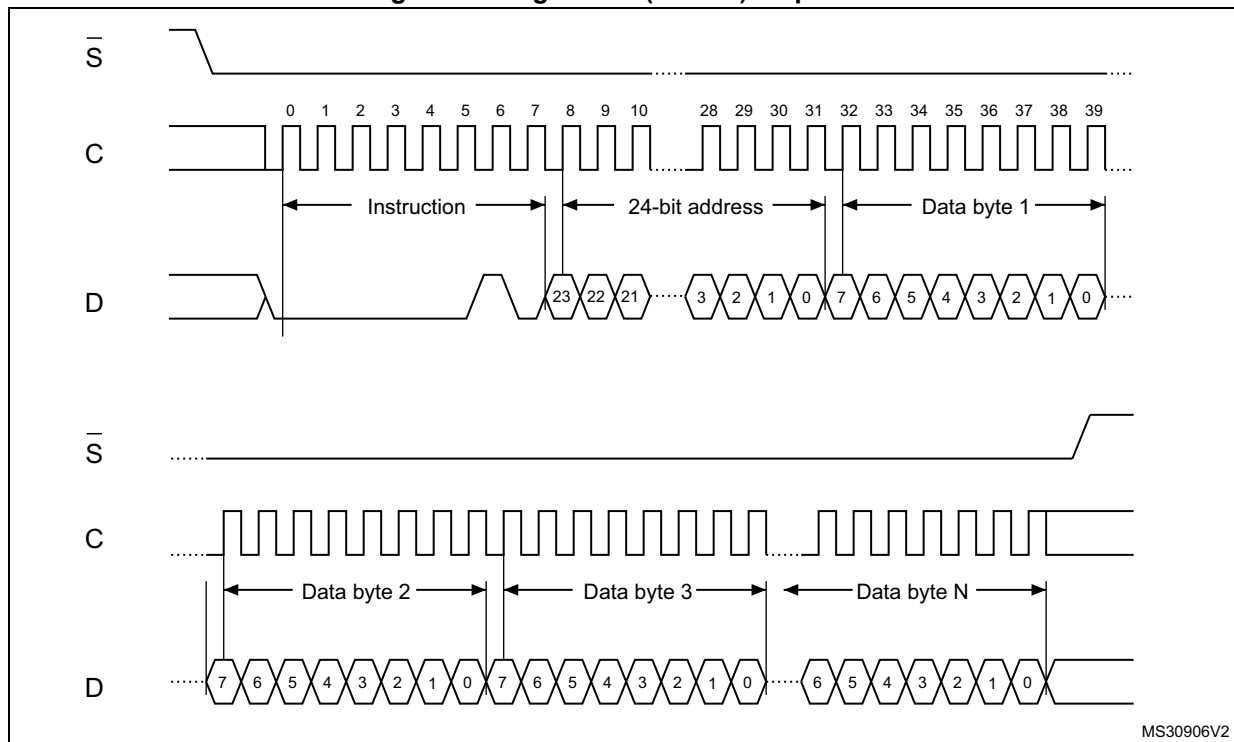 S̅
0 1 2 3 4 5 6 7 8 9 10 28 29 30 31 32 33 34 35 36 37 38 39
C
Instruction 24-bit address Data byte 1
D 23 22 21 3 2 1 0 7 6 5 4 3 2 1 0
S̅
C
Data byte 2 Data byte 3 Data byte N
D 7 6 5 4 3 2 1 0 7 6 5 4 3 2 1 0 6 5 4 3 2 1 0
MS30906V2